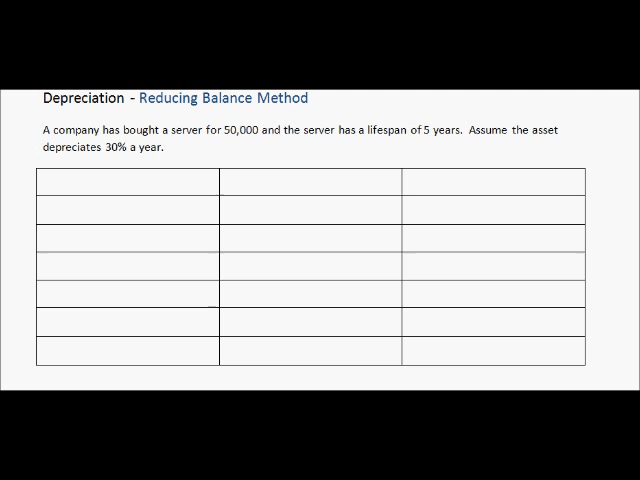 Depreciation - Reducing Balance Method
A company has bought a server for 50,000 and the server has a lifespan of 5 years. Assume the asset
depreciates 30% a year.